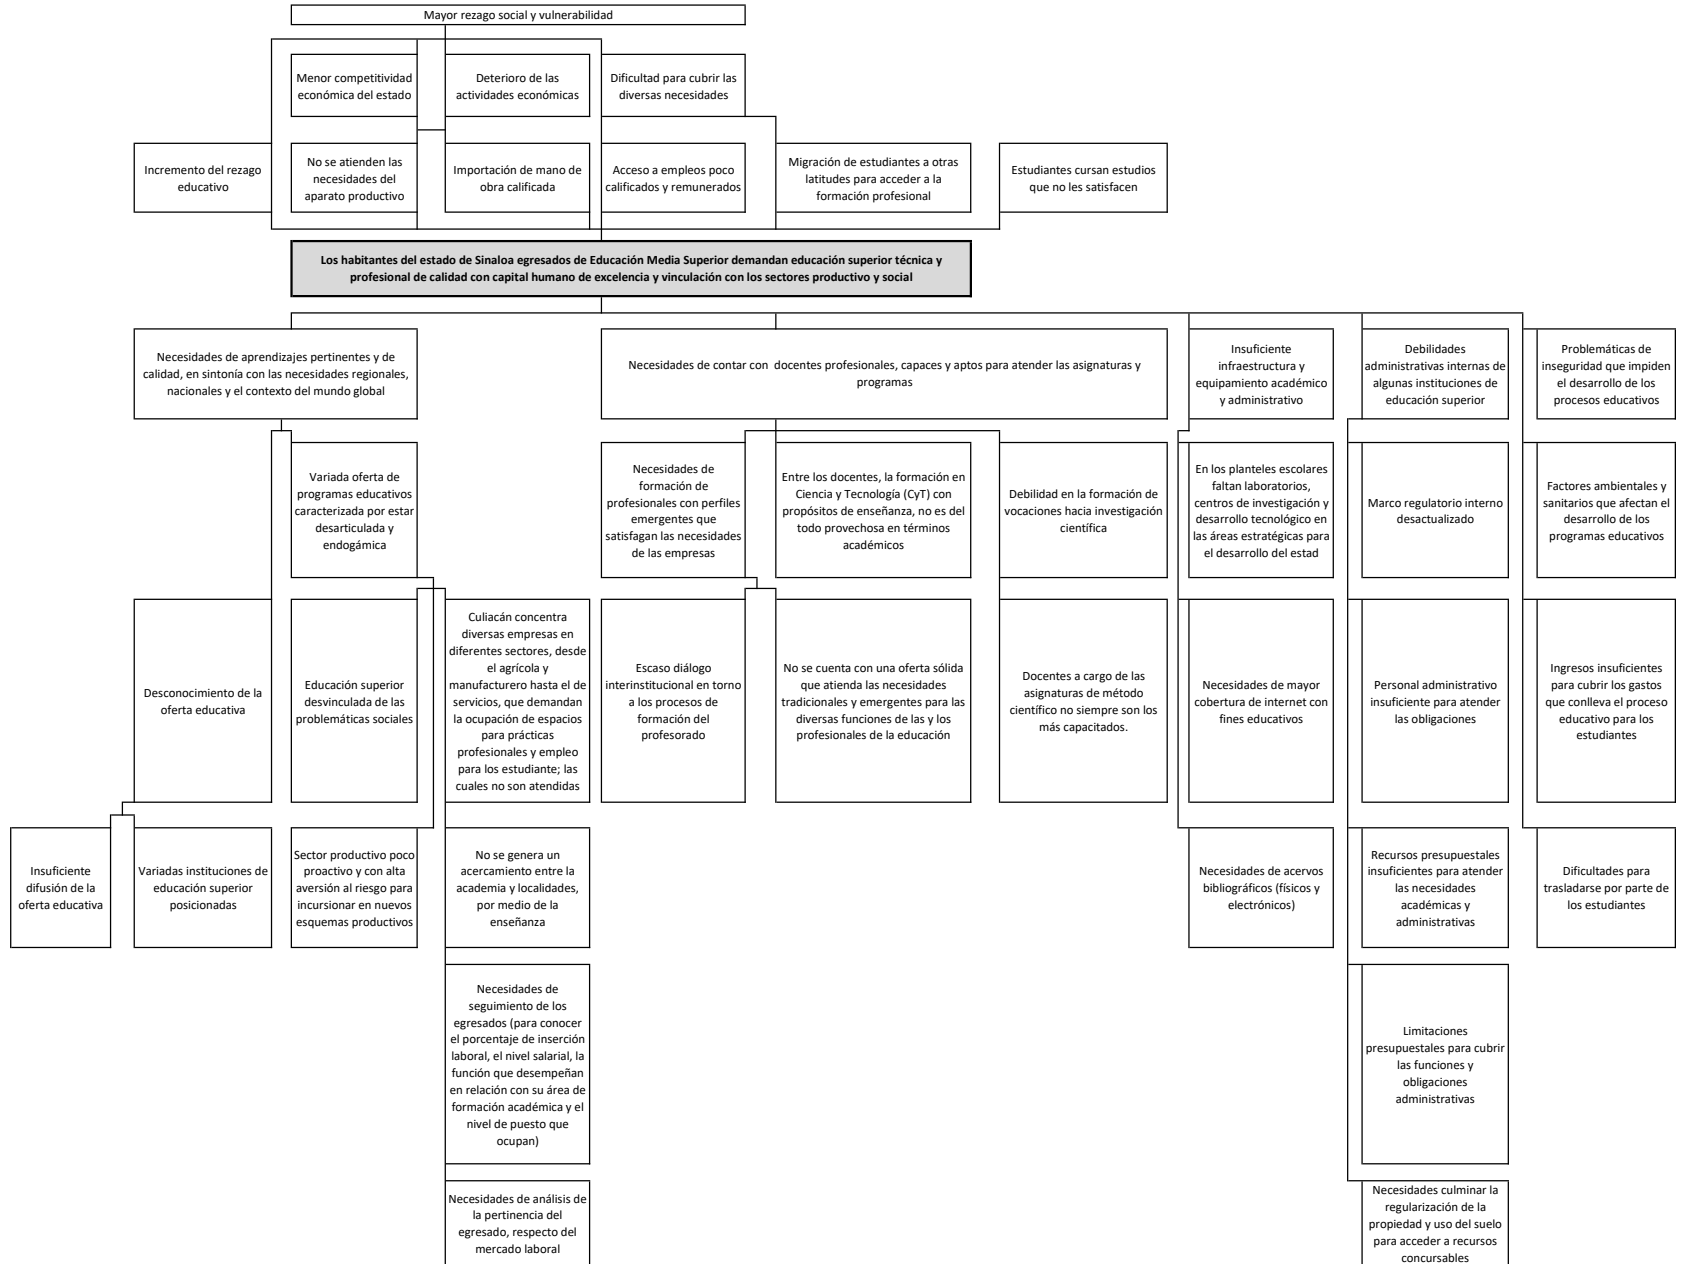 Mayor rezago social y vulnerabilidad
Menor competitividad
económica del estado
Deterioro de las
actividades económicas
Dificultad para cubrir las
diversas necesidades
Incremento del rezago
educativo
No se atienden las
necesidades del
aparato productivo
Importación de mano de
obra calificada
Acceso a empleos poco
calificados y remunerados
Migración de estudiantes a otras
latitudes para acceder a la
formación profesional
Estudiantes cursan estudios
que no les satisfacen
Los habitantes del estado de Sinaloa egresados de Educación Media Superior demandan educación superior técnica y
profesional de calidad con capital humano de excelencia y vinculación con los sectores productivo y social
Necesidades de aprendizajes pertinentes y de
calidad, en sintonía con las necesidades regionales,
nacionales y el contexto del mundo global
Necesidades de contar con  docentes profesionales, capaces y aptos para atender las asignaturas y
programas
Insuficiente
infraestructura y
equipamiento académico
y administrativo
Debilidades
administrativas internas de
algunas instituciones de
educación superior
Problemáticas de
inseguridad que impiden
el desarrollo de los
procesos educativos
Variada oferta de
programas educativos
caracterizada por estar
desarticulada y
endogámica
Necesidades de
formación de
profesionales con perfiles
emergentes que
satisfagan las necesidades
de las empresas
Entre los docentes, la formación en
Ciencia y Tecnología (CyT) con
propósitos de enseñanza, no es del
todo provechosa en términos
académicos
Debilidad en la formación de
vocaciones hacia investigación
científica
En los planteles escolares
faltan laboratorios,
centros de investigación y
desarrollo tecnológico en
las áreas estratégicas para
el desarrollo del estad
Marco regulatorio interno
desactualizado
Factores ambientales y
sanitarios que afectan el
desarrollo de los
programas educativos
Desconocimiento de la
oferta educativa
Educación superior
desvinculada de las
problemáticas sociales
Culiacán concentra
diversas empresas en
diferentes sectores, desde
el agrícola y
manufacturero hasta el de
servicios, que demandan
la ocupación de espacios
para prácticas
profesionales y empleo
para los estudiante; las
cuales no son atendidas
Escaso diálogo
interinstitucional en torno
a los procesos de
formación del
profesorado
No se cuenta con una oferta sólida
que atienda las necesidades
tradicionales y emergentes para las
diversas funciones de las y los
profesionales de la educación
Docentes a cargo de las
asignaturas de método
científico no siempre son los
más capacitados.
Necesidades de mayor
cobertura de internet con
fines educativos
Personal administrativo
insuficiente para atender
las obligaciones
Ingresos insuficientes
para cubrir los gastos
que conlleva el proceso
educativo para los
estudiantes
Insuficiente
difusión de la
oferta educativa
Variadas instituciones de
educación superior
posicionadas
Sector productivo poco
proactivo y con alta
aversión al riesgo para
incursionar en nuevos
esquemas productivos
No se genera un
acercamiento entre la
academia y localidades,
por medio de la
enseñanza
Necesidades de acervos
bibliográficos (físicos y
electrónicos)
Recursos presupuestales
insuficientes para atender
las necesidades
académicas y
administrativas
Dificultades para
trasladarse por parte de
los estudiantes
Necesidades de
seguimiento de los
egresados (para conocer
el porcentaje de inserción
laboral, el nivel salarial, la
función que desempeñan
en relación con su área de
formación académica y el
nivel de puesto que
ocupan)
Limitaciones
presupuestales para cubrir
las funciones y
obligaciones
administrativas
Necesidades de análisis de
la pertinencia del
egresado, respecto del
mercado laboral
Necesidades culminar la
regularización de la
propiedad y uso del suelo
para acceder a recursos
concursables